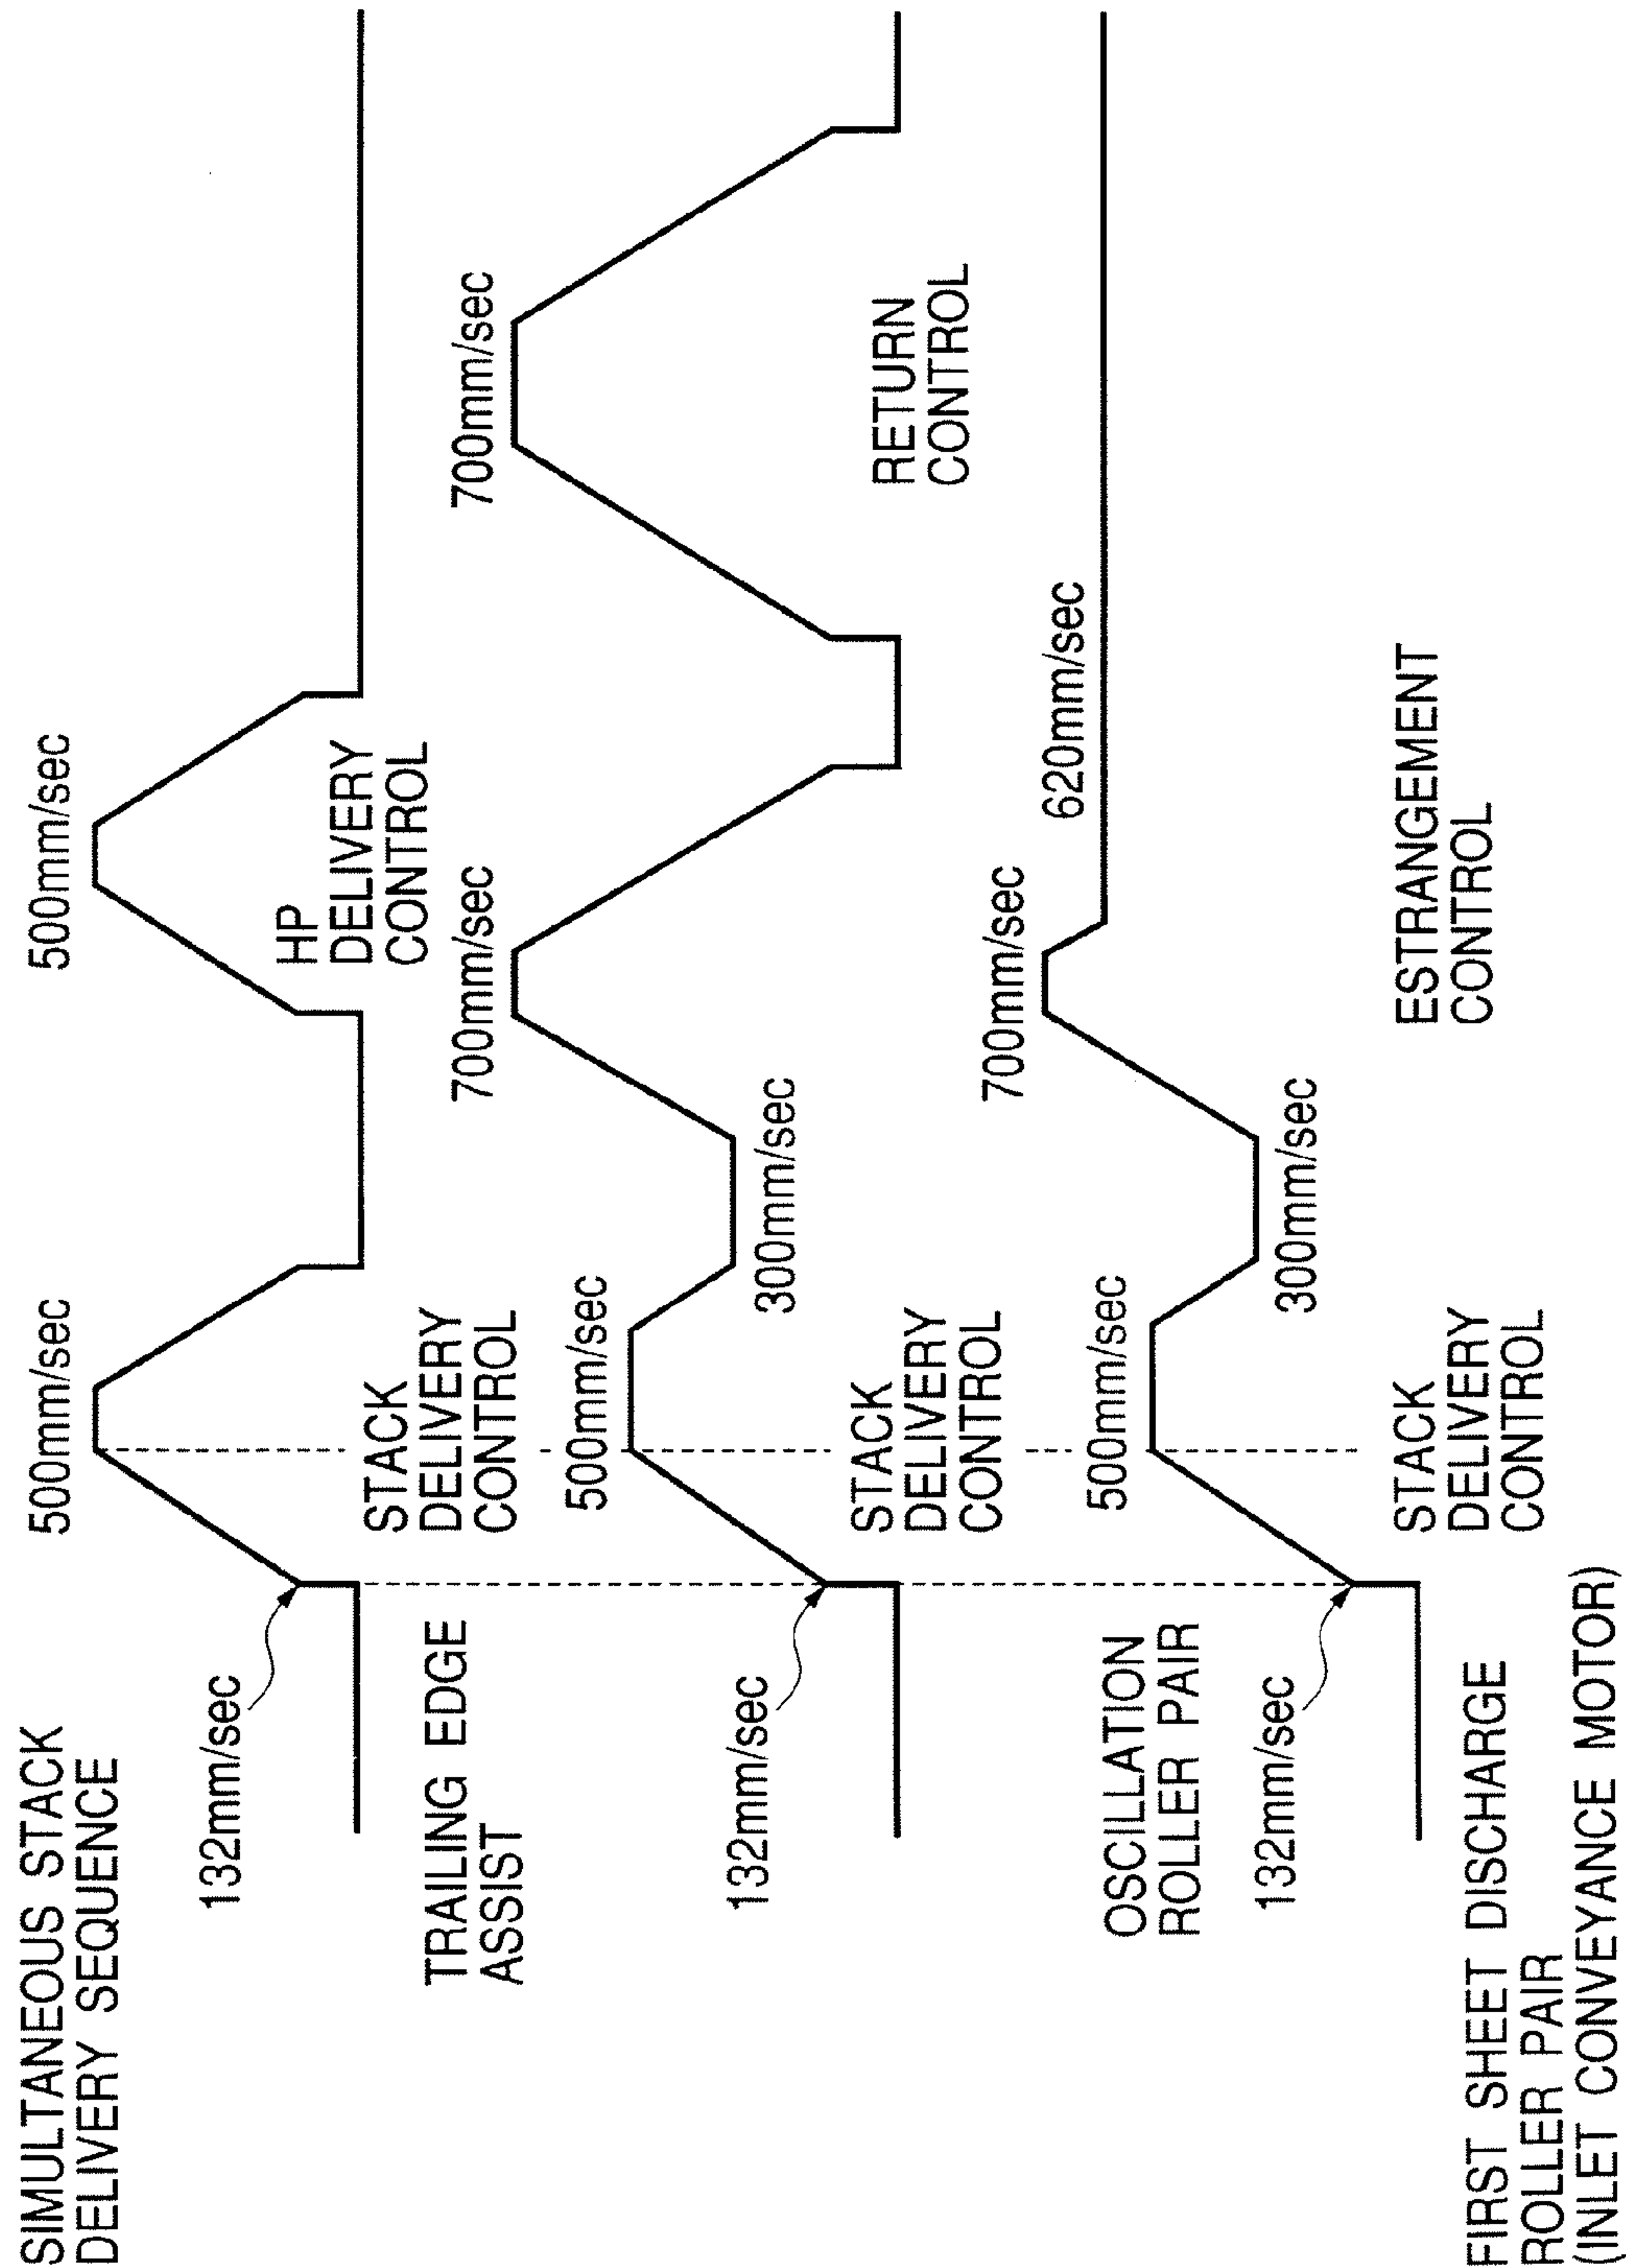 SIMULTANEOUS STACK
DELIVERY SEQUENCE
500mm/sec
500mm/sec
132mm/sec
STACK
DELIVERY
CONTROL
HP
DELIVERY
CONTROL
TRAILING EDGE
ASSIST
500mm/sec
700mm/sec
700mm/sec
132mm/sec
300mm/sec
STACK
DELIVERY
CONTROL
RETURN
CONTROL
OSCILLATION
ROLLER PAIR
500mm/sec
700mm/sec
620mm/sec
132mm/sec
300mm/sec
STACK
DELIVERY
CONTROL
ESTRANGEMENT
CONTROL
FIRST SHEET DISCHARGE
ROLLER PAIR
(INLET CONVEYANCE MOTOR)